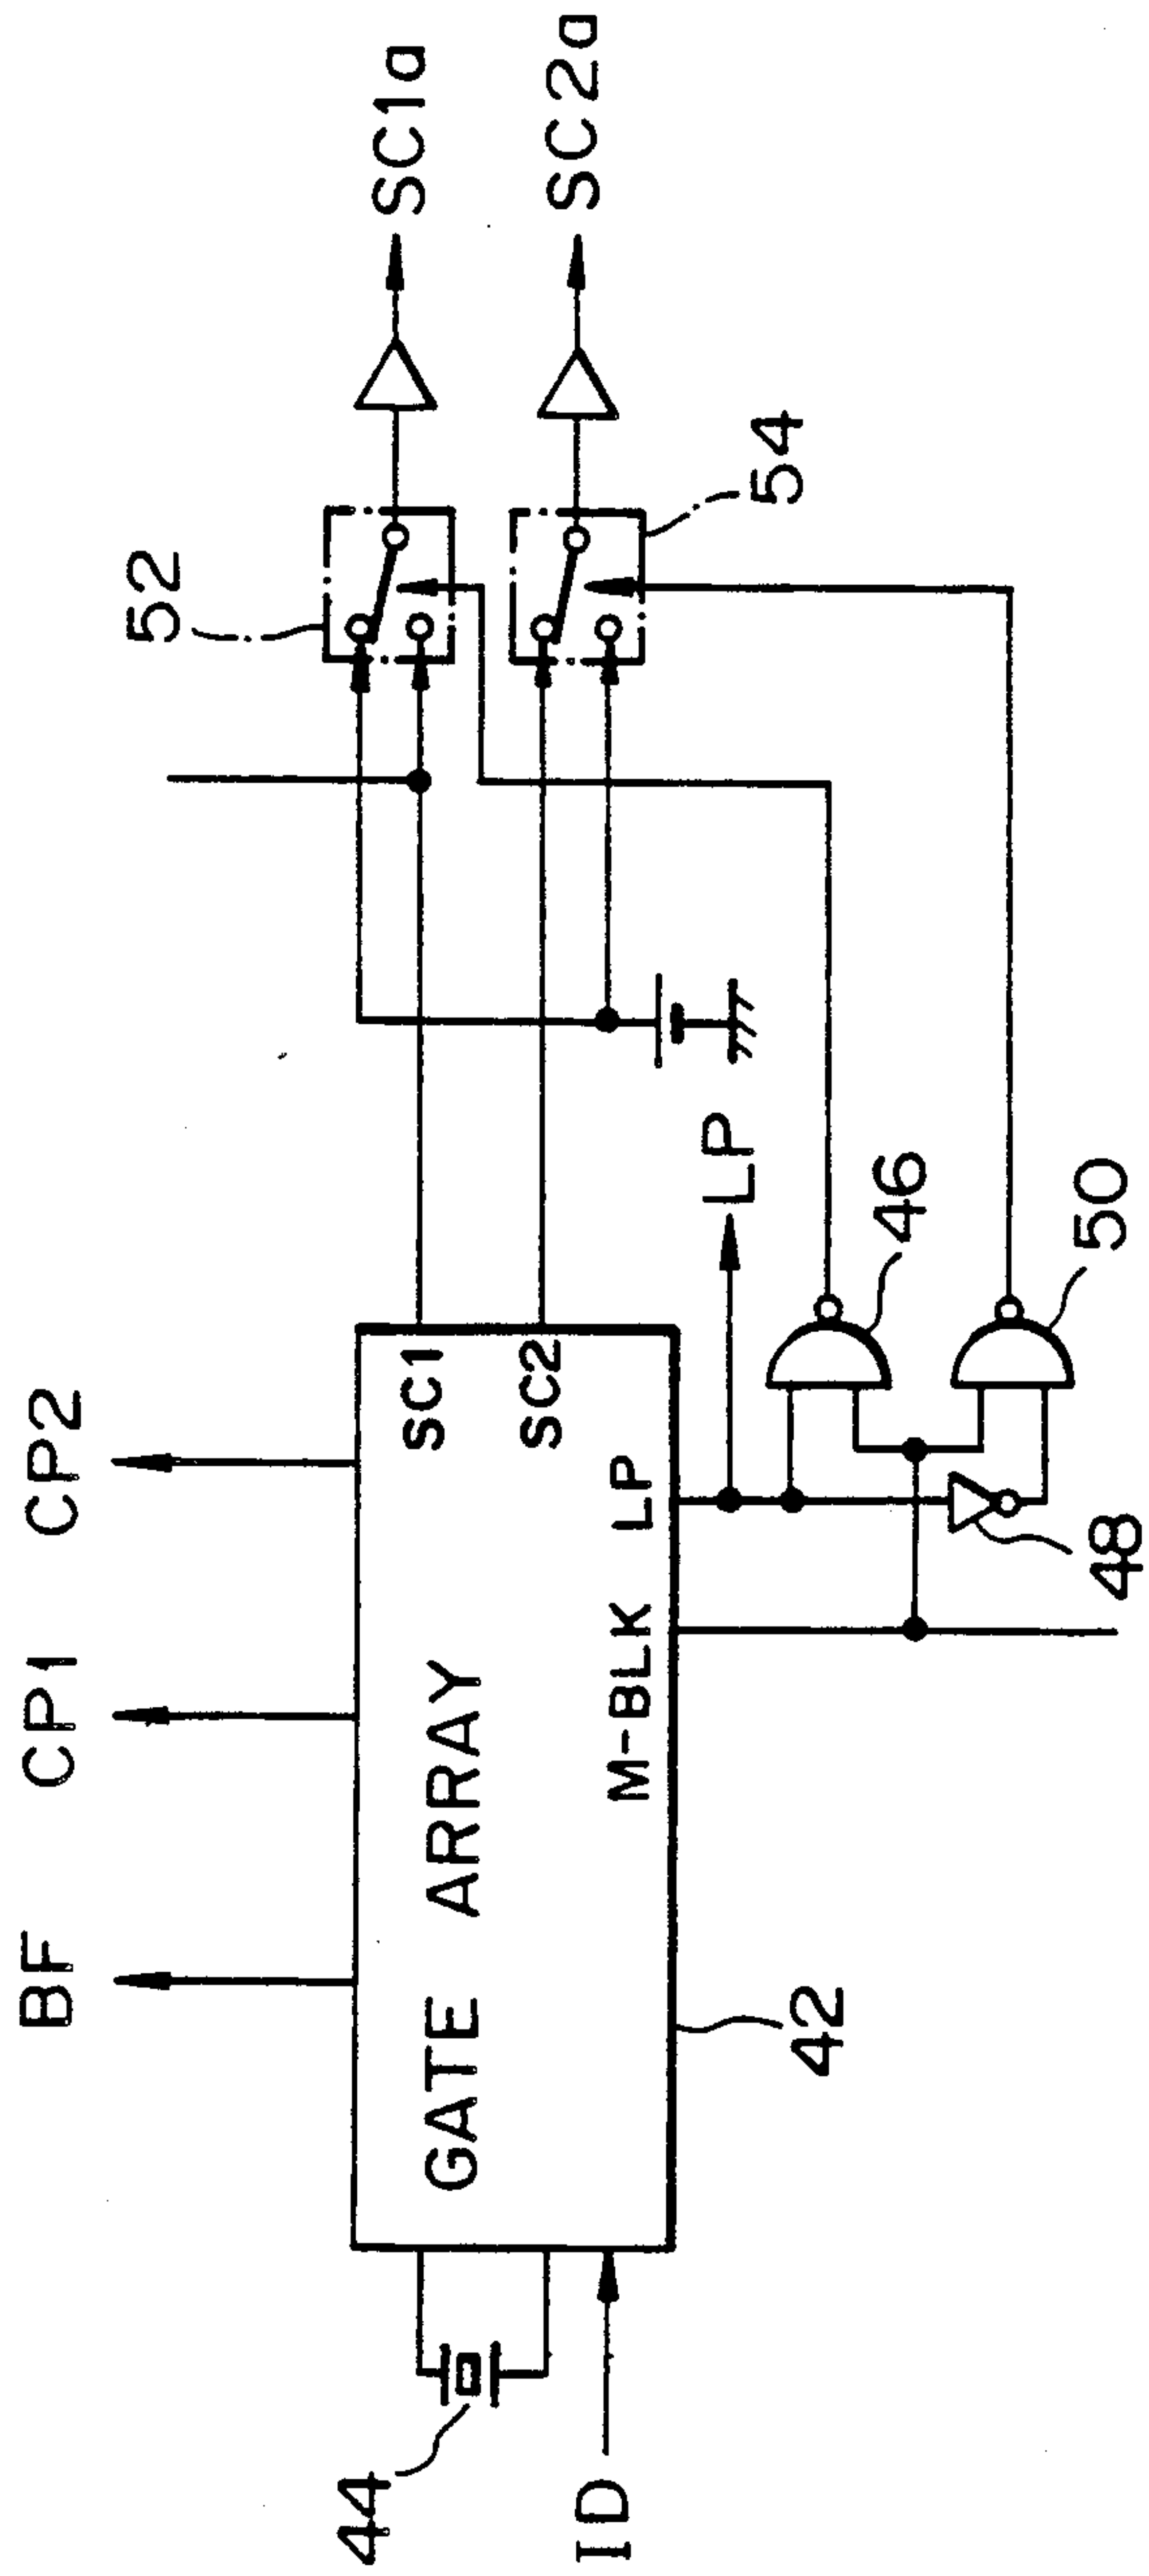 BF
CP1
CP2
52
SC1a
SC2a
54
44
GATE ARRAY
SC1
SC2
M-BLK
LP
LP
IID
42
46
48
50